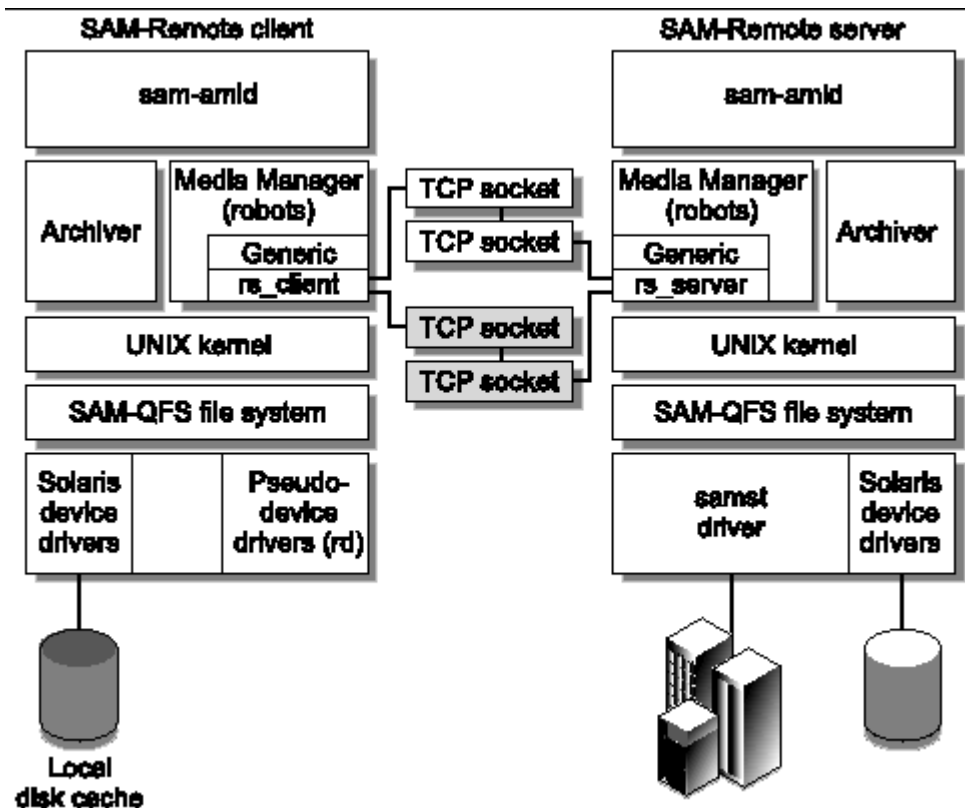 SAM-Remote client
sam-amld
Archiver
Media Manager
(robots)
Generic
rs_client
UNIX kernel
SAM-QFS file system
Solaris
device
drivers
Pseudo-
device
drivers (rd)
Local
disk cache
TCP socket
TCP socket
TCP socket
TCP socket
SAM-Remote server
sam-amld
Media Manager
(robots)
Generic
rs_server
Archiver
UNIX kernel
SAM-QFS file system
samst
driver
Solaris
device
drivers